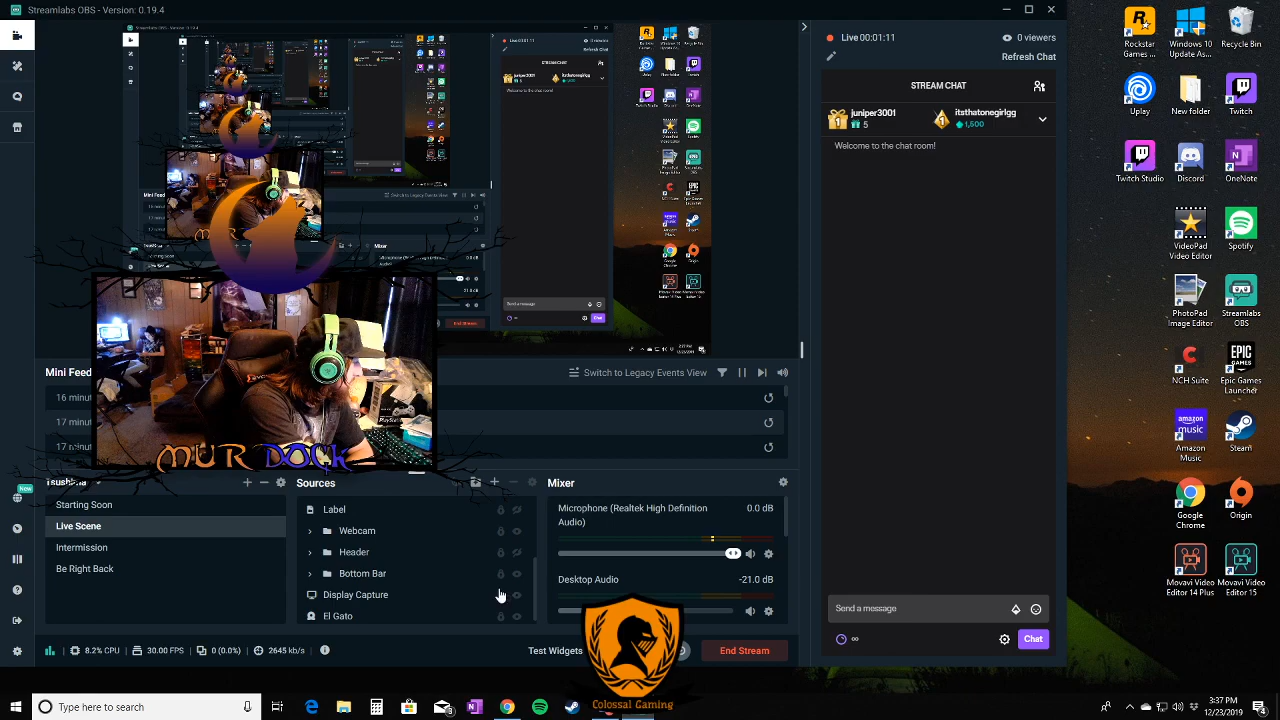 Streamlabs OBS - Version: 0.19.4
Live 00:01:11
0 viewers
Refresh Chat
STREAM CHAT
juniper3001
5
itsthatonegirlgg
1,500
Welcome to the chat room!
Send a message
∞
Chat
Mini Feed
Switch to Legacy Events View
16 minut
17 minut
17 minut
MUR DOCK
Starting Soon
Live Scene
Intermission
Be Right Back
New
Sources
Label
Webcam
Header
Bottom Bar
Display Capture
El Gato
Mixer
Microphone (Realtek High Definition
Audio)
0.0 dB
Desktop Audio
-21.0 dB
8.2% CPU
30.00 FPS
0 (0.0%)
2645 kb/s
Test Widgets
End Stream
Colossal Gaming
Rockstar
Games ...
Windows 10
Update As...
Recycle Bin
Uplay
New folder
Twitch
Twitch Studio
Discord
OneNote
VideoPad
Video Editor
Spotify
PhotoPad
Image Editor
Streamlabs
OBS
NCH Suite
Epic Games
Launcher
amazon
music
Amazon
Music
Steam
Google
Chrome
Origin
Movavi Video
Editor 14 Plus
Movavi Video
Editor 15
Type here to search
3:37 PM
12/23/2019